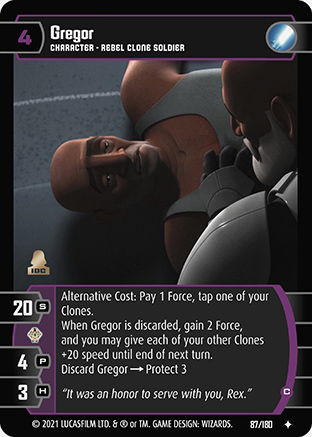 4
Gregor
CHARACTER - REBEL CLONE SOLDIER
IDC
20 S
4 P
3 H
Alternative Cost: Pay 1 Force, tap one of your
Clones.
When Gregor is discarded, gain 2 Force,
and you may give each of your other Clones
+20 speed until end of next turn.
Discard Gregor → Protect 3
“It was an honor to serve with you, Rex.”
C
© 2021 LUCASFILM LTD. & ® or TM. GAME DESIGN: WIZARDS.
87/180